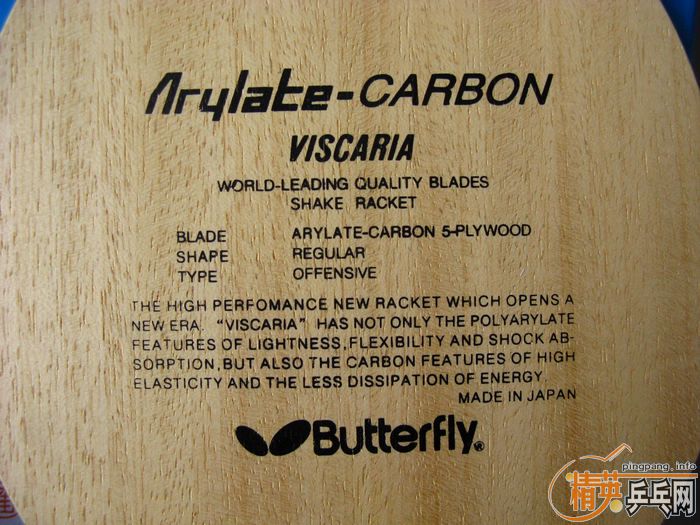 Arylate-CARBON
VISCARIA
WORLD-LEADING QUALITY BLADES
SHAKE RACKET
BLADE ARYLATE-CARBON 5-PLYWOOD
SHAPE REGULAR
TYPE OFFENSIVE
THE HIGH PERFOMANCE NEW RACKET WHICH OPENS A
NEW ERA. "VISCARIA" HAS NOT ONLY THE POLYARYLATE
FEATURES OF LIGHTNESS,FLEXIBILITY AND SHOCK AB-
SORPTION,BUT ALSO THE CARBON FEATURES OF HIGH
ELASTICITY AND THE LESS DISSIPATION OF ENERGY.
MADE IN JAPAN
Butterfly®
pingpang.info
精英乒乓网